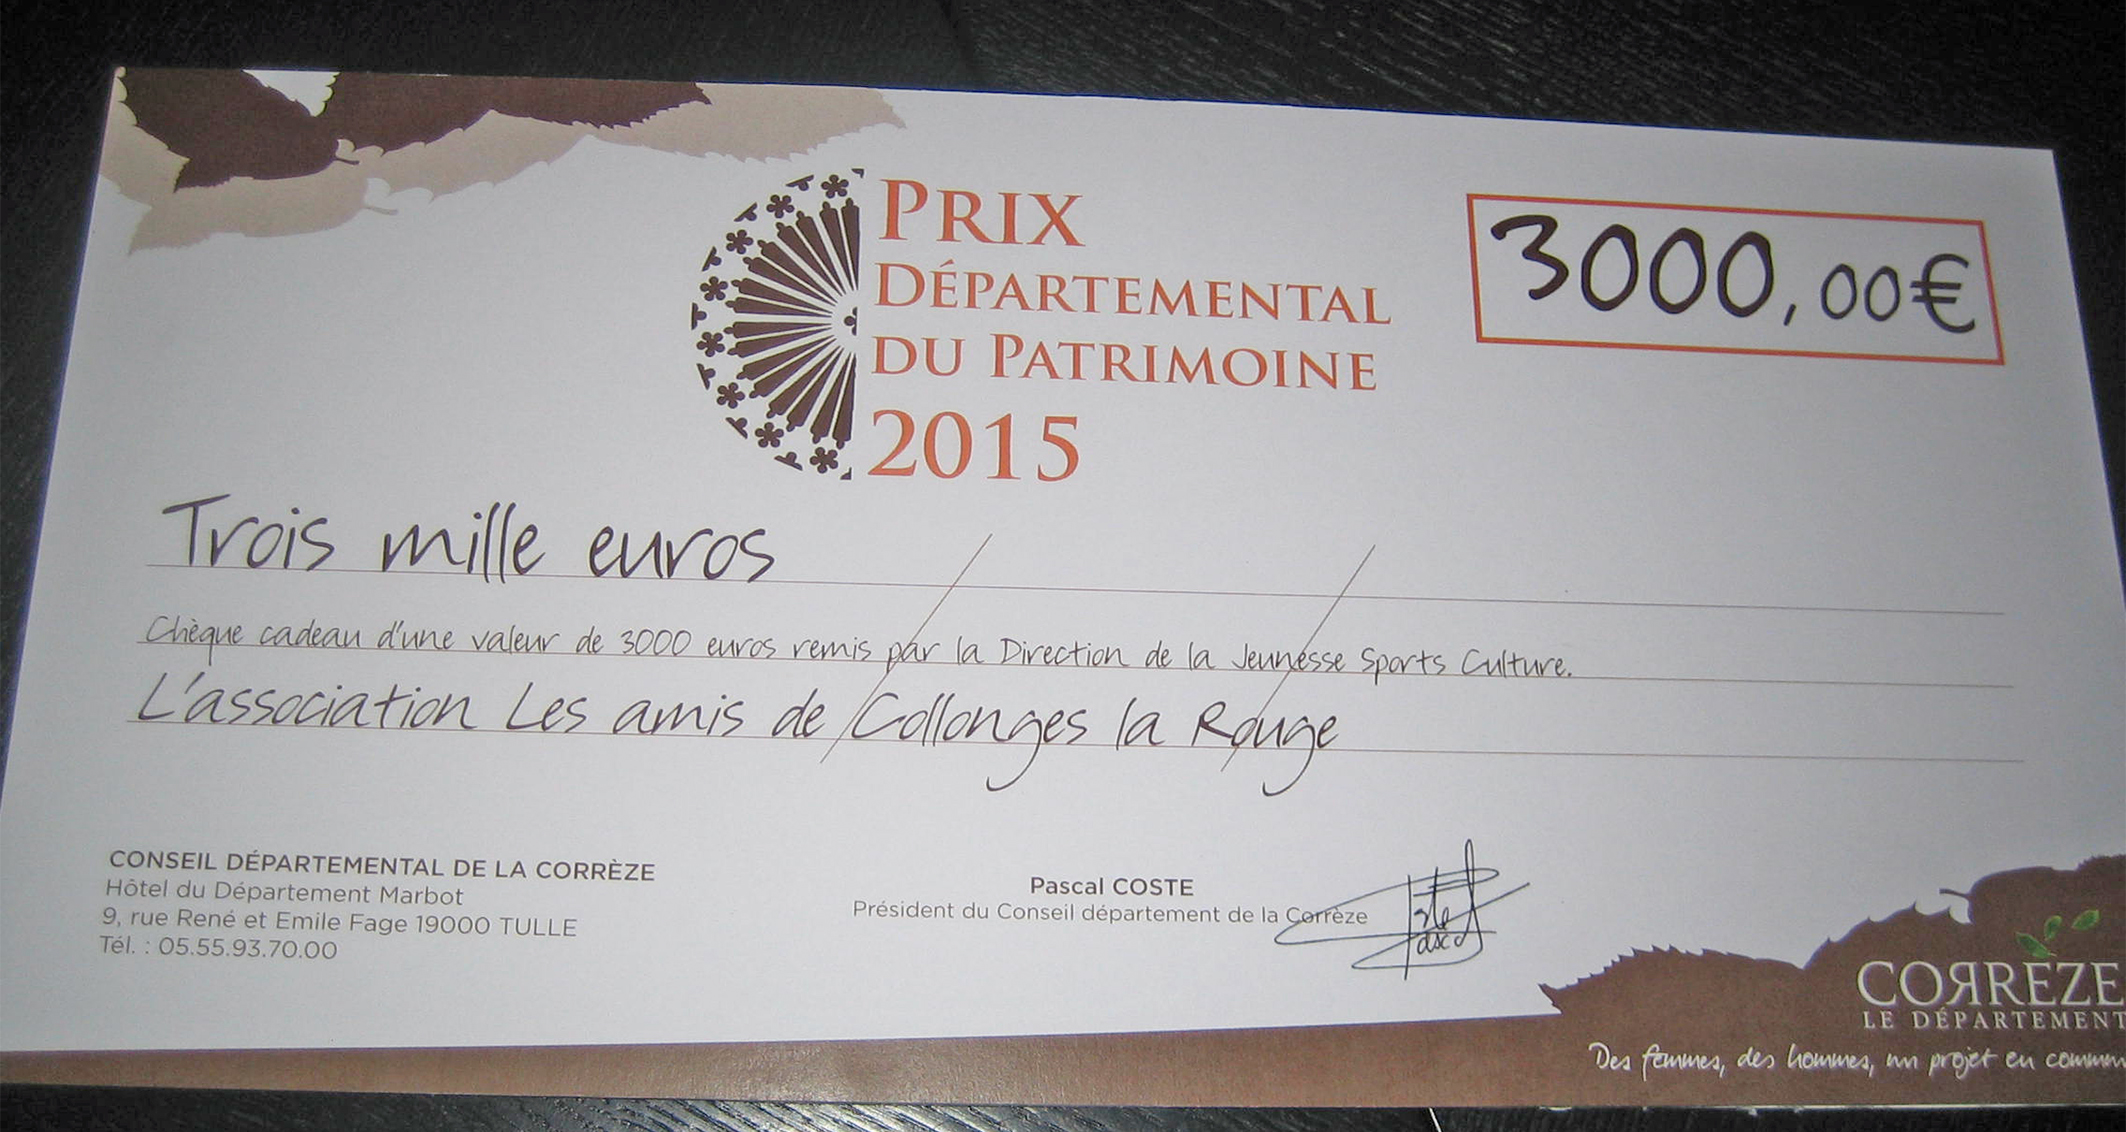 PRIX
DÉPARTEMENTAL
DU PATRIMOINE
2015
3000,00€
Trois mille euros
Chèque cadeau d'une valeur de 3000 euros remis par la Direction de la Jeunesse Sports Culture.
L'association Les amis de Collonges la Rouge
CONSEIL DÉPARTEMENTAL DE LA CORRÈZE
Hôtel du Département Marbot
9, rue René et Emile Fage 19000 TULLE
Tél. : 05.55.93.70.00
Pascal COSTE
Président du Conseil département de la Corrèze
CORRÈZE
LE DÉPARTEMENT
Des femmes, des hommes, un projet en commun